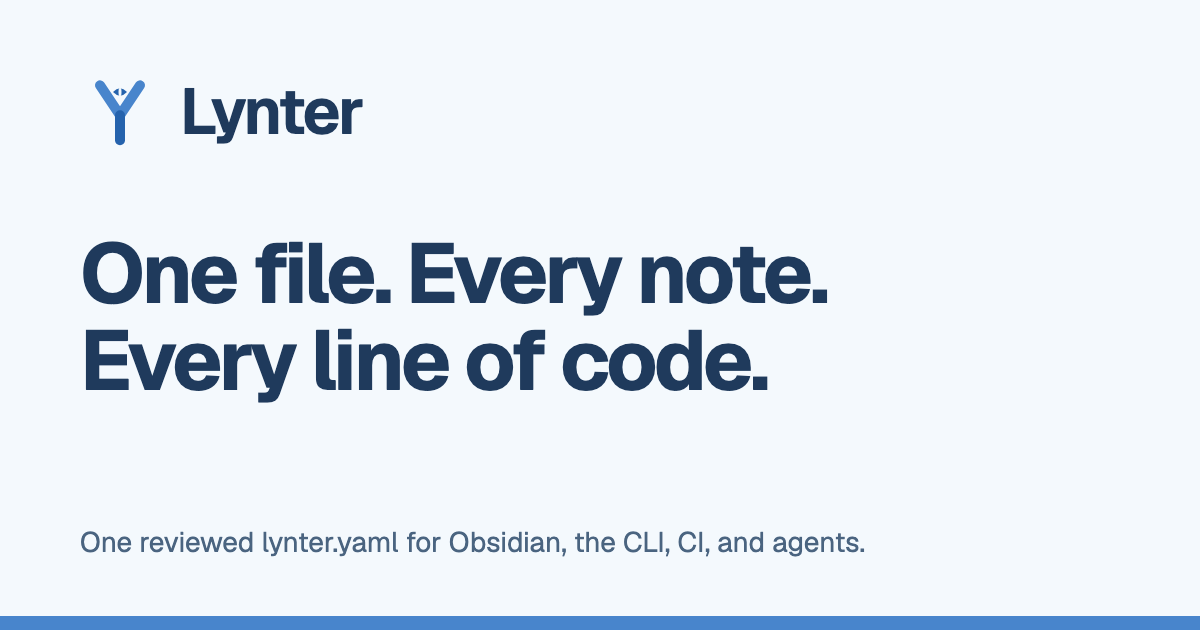 Lynter
One file. Every note.
Every line of code.
One reviewed lynter.yaml for Obsidian, the CLI, CI, and agents.